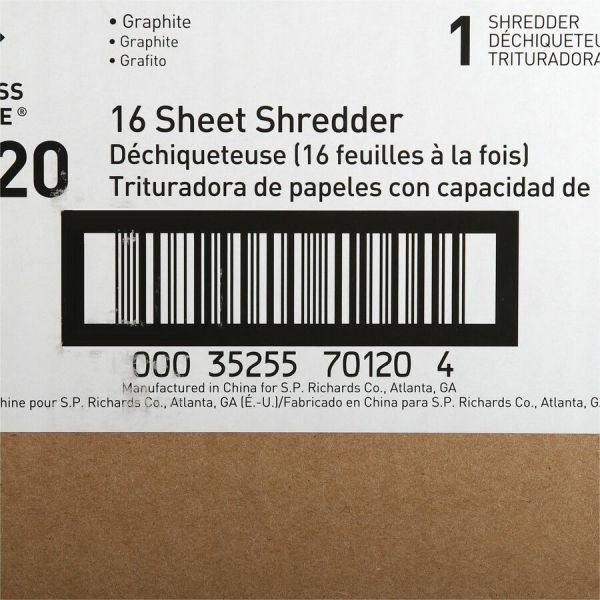 • Graphite
• Graphite
• Grafito
1
SHREDDER
DÉCHIQUETEU
TRITURADORA
SS
E®
20
16 Sheet Shredder
Déchiqueteuse (16 feuilles à la fois)
Trituradora de papeles con capacidad de
000 35255 70120 4
Manufactured in China for S.P. Richards Co., Atlanta, GA
hine pour S.P. Richards Co., Atlanta, GA (É.-U.)/Fabricado en China para S.P. Richards Co., Atlanta, G